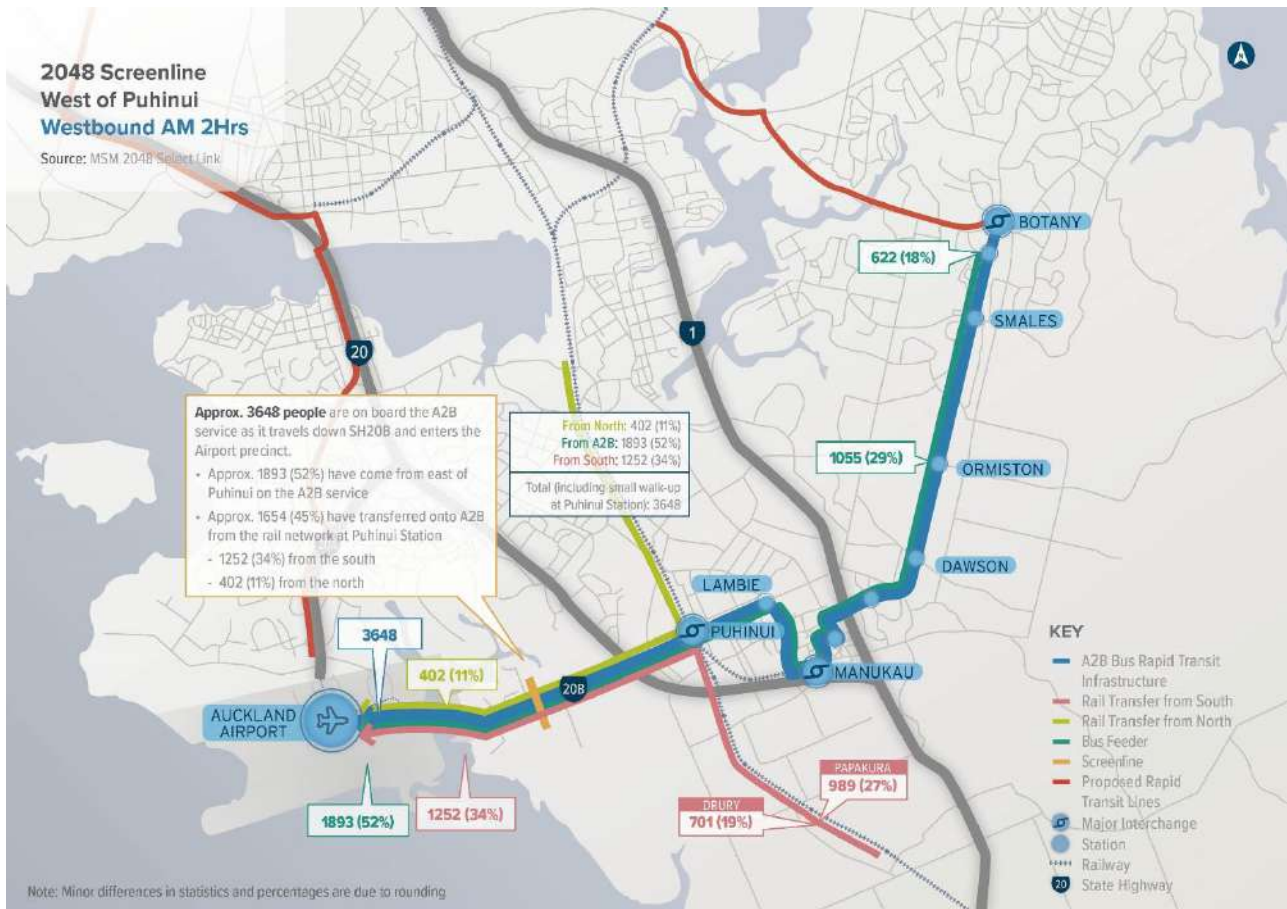 2048 Screenline
West of Puhinui
Westbound AM 2Hrs
Source: MSM 2048 Select Link
N
BOTANY
622 (18%)
SMALES
1
20
Approx. 3648 people are on board the A2B
service as it travels down SH20B and enters the
Airport precinct.
• Approx. 1893 (52%) have come from east of
Puhinui on the A2B service
• Approx. 1654 (45%) have transferred onto A2B
from the rail network at Puhinui Station
- 1252 (34%) from the south
- 402 (11%) from the north
From North: 402 (11%)
From A2B: 1893 (52%)
From South: 1252 (34%)
Total (including small walk-up
at Puhinui Station): 3648
1055 (29%)
ORMISTON
DAWSON
LAMBIE
PUHINUI
MANUKAU
3648
402 (11%)
20B
AUCKLAND
AIRPORT
1893 (52%)
1252 (34%)
PAPAKURA
989 (27%)
DRURY
701 (19%)
KEY
A2B Bus Rapid Transit
Infrastructure
Rail Transfer from South
Rail Transfer from North
Bus Feeder
Screenline
Proposed Rapid
Transit Lines
Major Interchange
Station
Railway
20 State Highway
Note: Minor differences in statistics and percentages are due to rounding